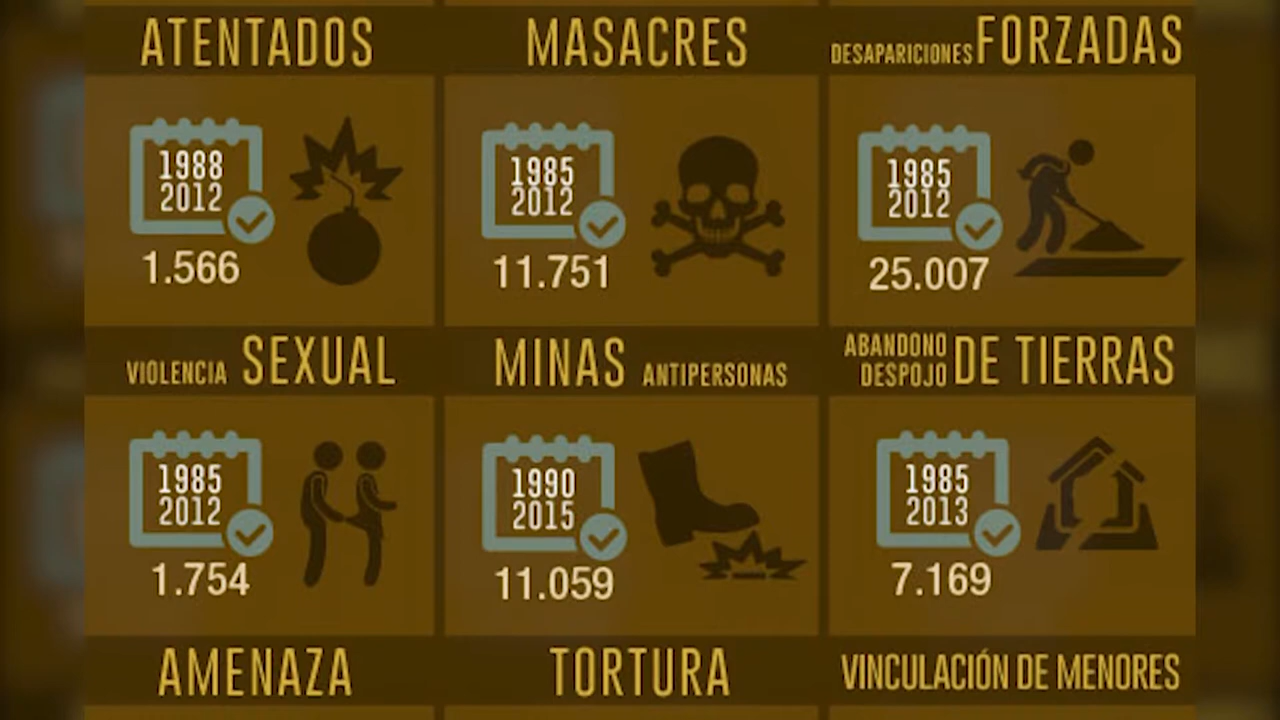 ATENTADOS
MASACRES
DESAPARICIONES FORZADAS
1988
2012
1.566
1985
2012
11.751
1985
2012
25.007
VIOLENCIA SEXUAL
MINAS ANTIPERSONAS
ABANDONO
DESPOJO DE TIERRAS
1985
2012
1.754
1990
2015
11.059
1985
2013
7.169
AMENAZA
TORTURA
VINCULACIÓN DE MENORES